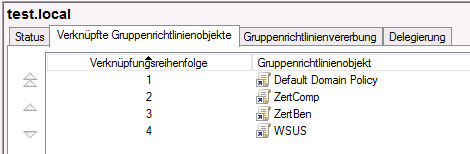 test.local
Status Verknüpfte Gruppenrichtlinienobjekte Gruppenrichtlinienvererbung Delegierung
Verknüpfungsreihenfolge Gruppenrichtlinienobjekt
1 Default Domain Policy
2 ZertComp
3 ZertBen
4 WSUS